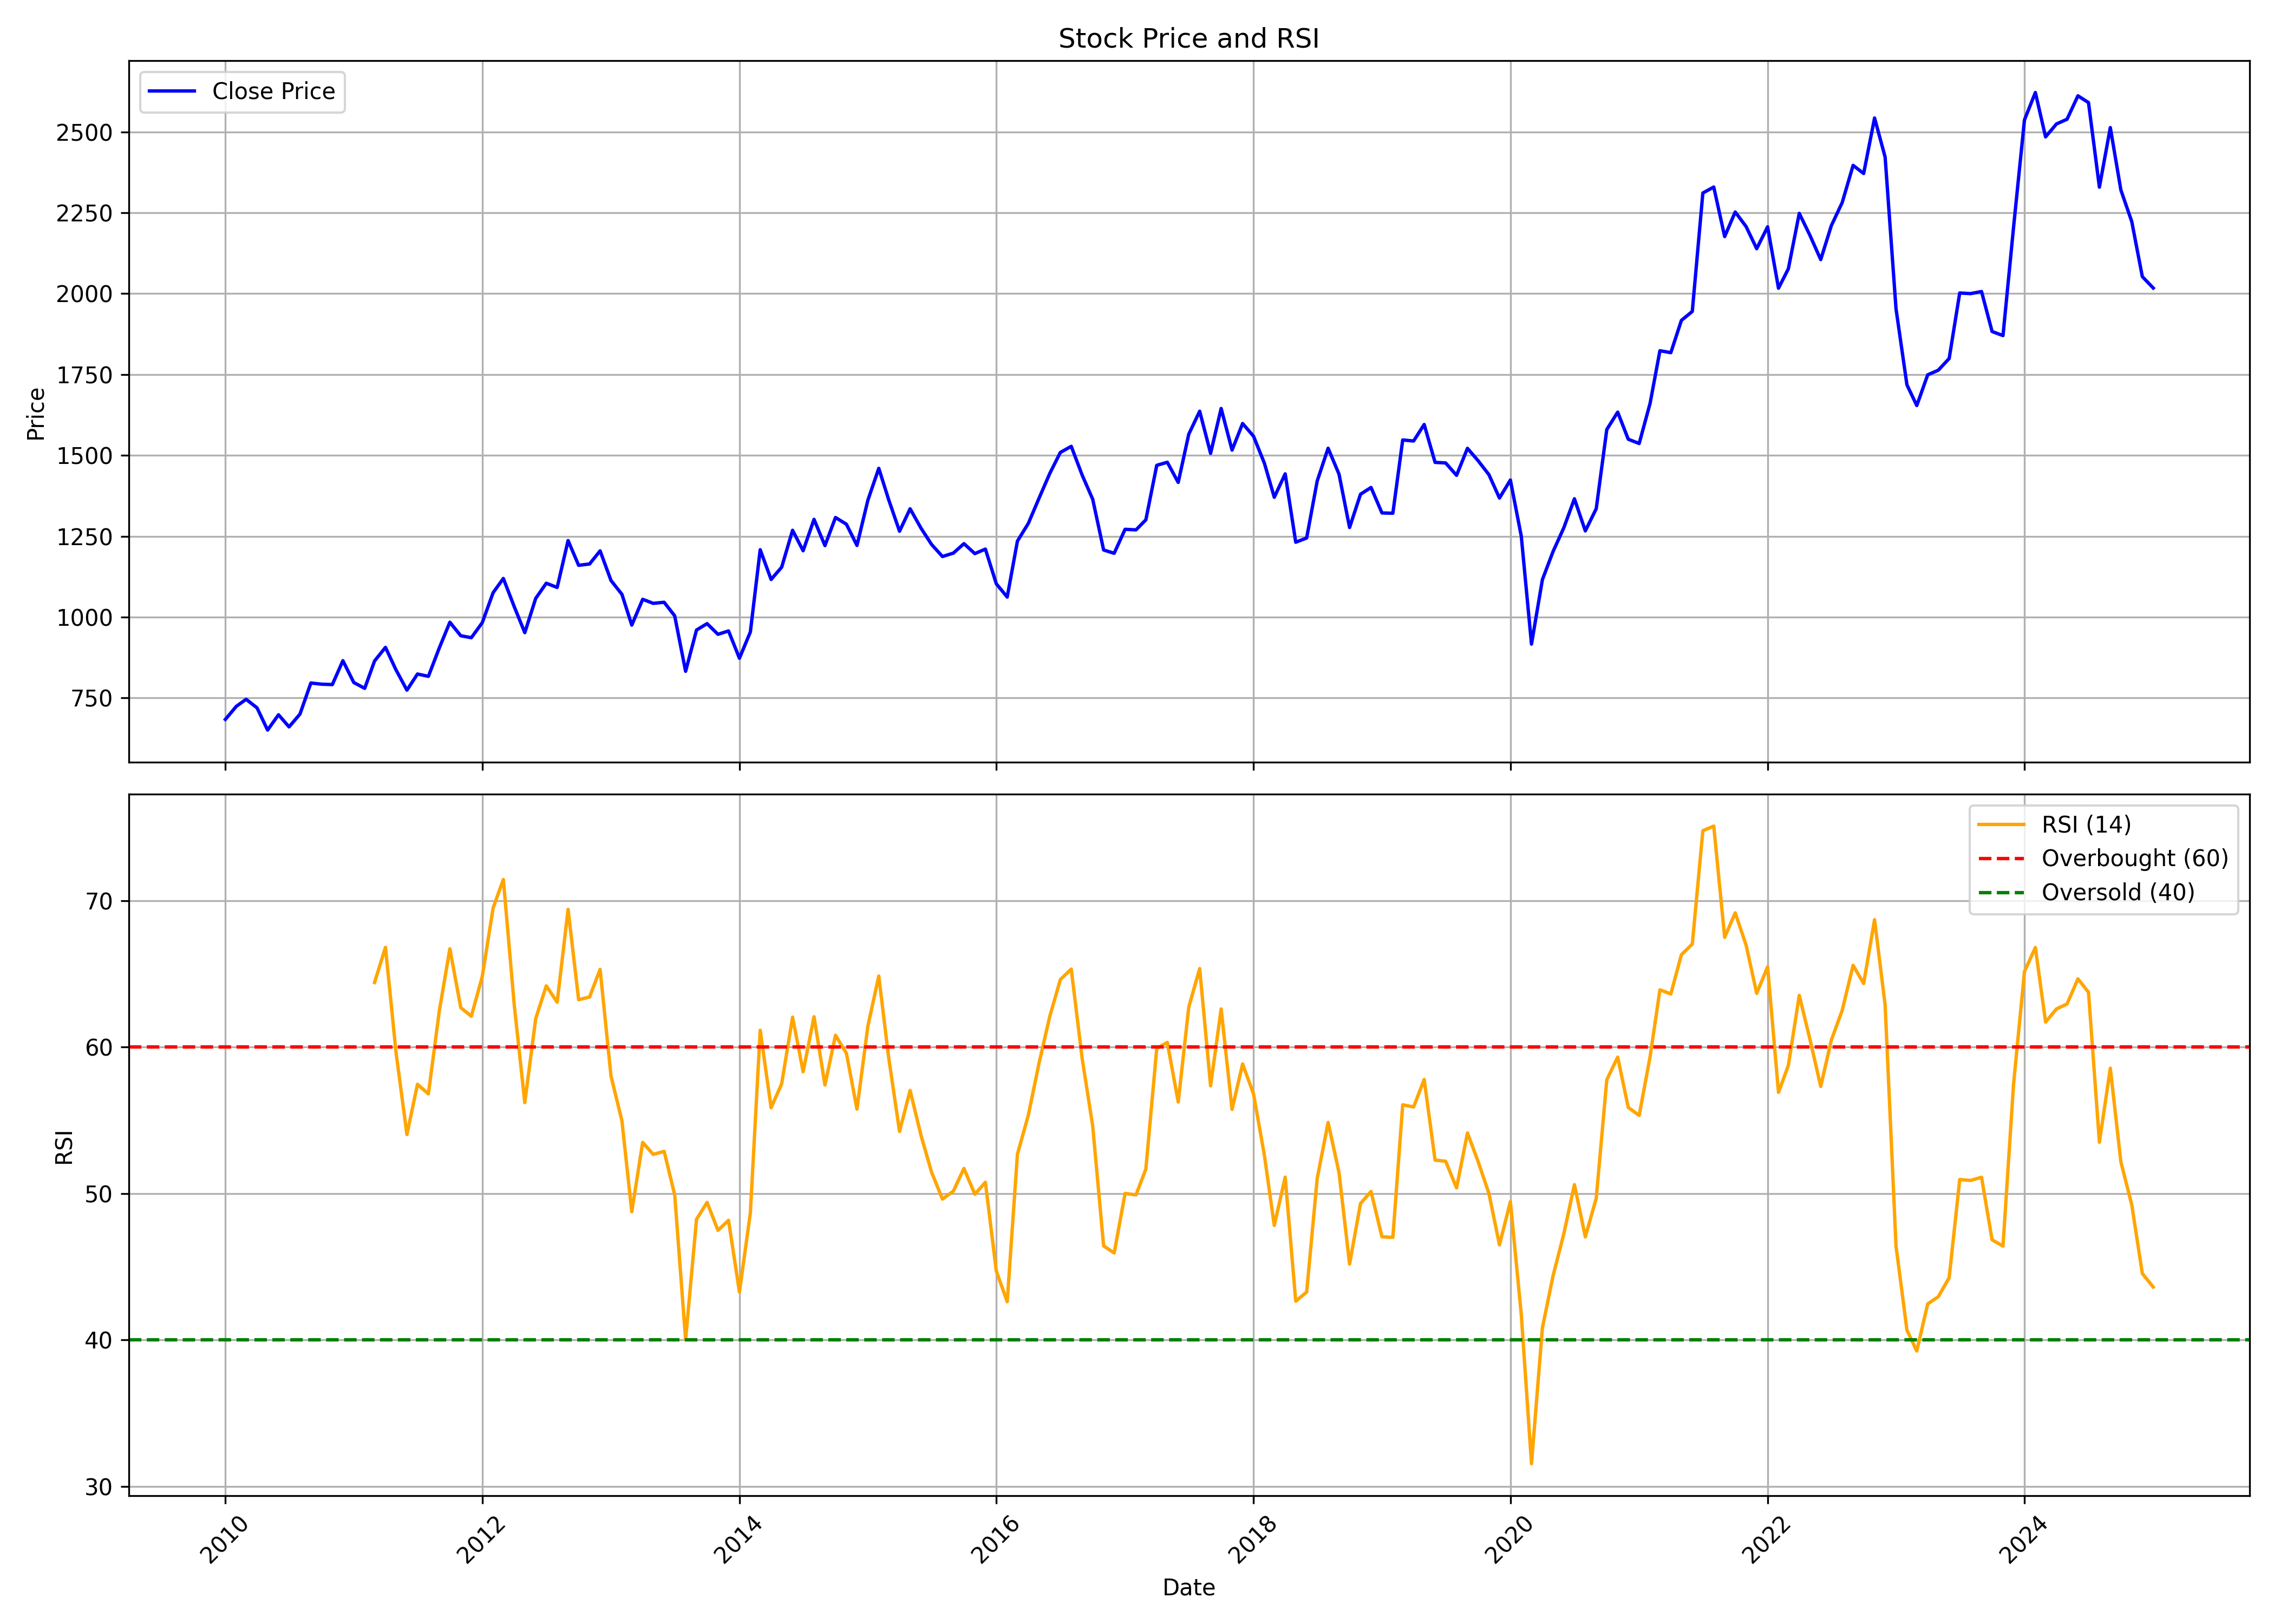 Stock Price and RSI
Close Price
2500
2250
2000
1750
1500
1250
1000
750
Price
RSI (14)
Overbought (60)
Oversold (40)
70
60
50
40
30
RSI
2010
2012
2014
2016
2018
2020
2022
2024
Date